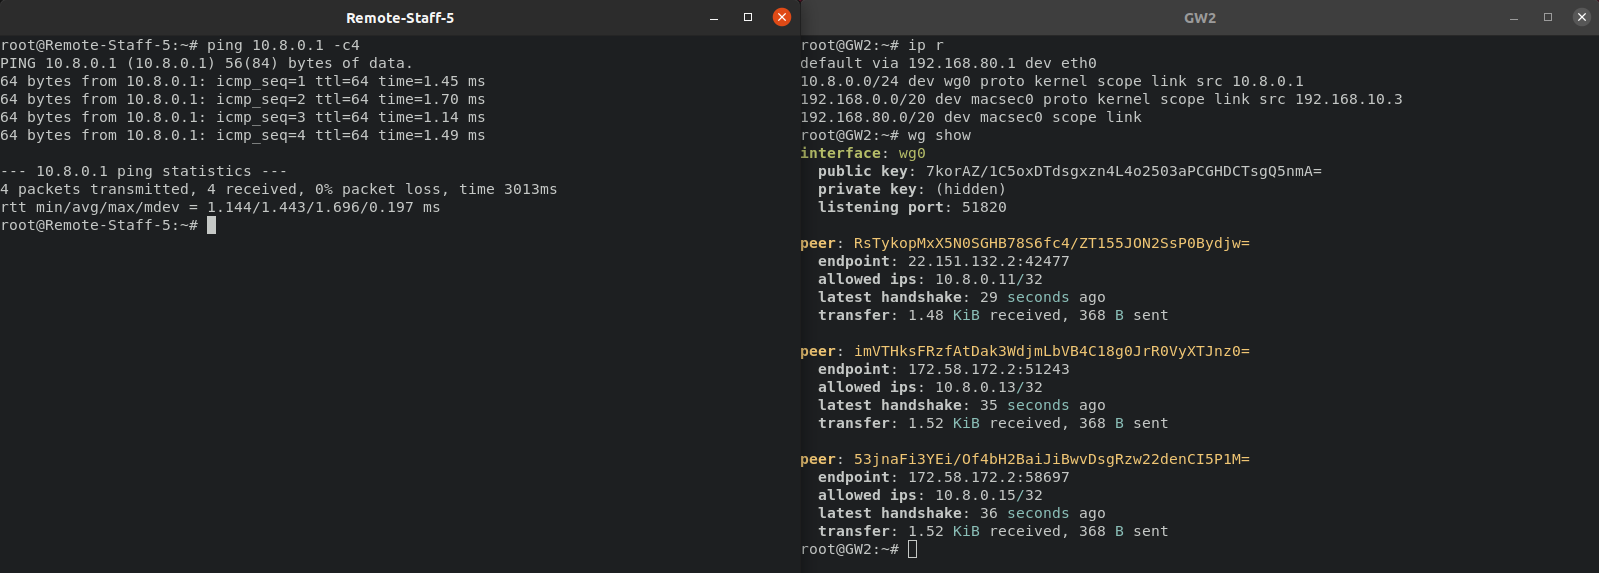 Remote-Staff-5
root@Remote-Staff-5:~# ping 10.8.0.1 -c4
PING 10.8.0.1 (10.8.0.1) 56(84) bytes of data.
64 bytes from 10.8.0.1: icmp_seq=1 ttl=64 time=1.45 ms
64 bytes from 10.8.0.1: icmp_seq=2 ttl=64 time=1.70 ms
64 bytes from 10.8.0.1: icmp_seq=3 ttl=64 time=1.14 ms
64 bytes from 10.8.0.1: icmp_seq=4 ttl=64 time=1.49 ms
--- 10.8.0.1 ping statistics ---
4 packets transmitted, 4 received, 0% packet loss, time 3013ms
rtt min/avg/max/mdev = 1.144/1.443/1.696/0.197 ms
root@Remote-Staff-5:~#
GW2
root@GW2:~# ip r
default via 192.168.80.1 dev eth0
10.8.0.0/24 dev wg0 proto kernel scope link src 10.8.0.1
192.168.0.0/20 dev macsec0 proto kernel scope link src 192.168.10.3
192.168.80.0/20 dev macsec0 scope link
root@GW2:~# wg show
interface: wg0
public key: 7korAZ/1C5oxDTdsgxzn4L4o2503aPCGHDCTsgQ5nmA=
private key: (hidden)
listening port: 51820
peer: RsTykopMxX5N0SGHB78S6fc4/ZT155JON2SsP0Bydjw=
endpoint: 22.151.132.2:42477
allowed ips: 10.8.0.11/32
latest handshake: 29 seconds ago
transfer: 1.48 KiB received, 368 B sent
peer: imVTHksFRzfAtDak3WdjmLbVB4C18g0JrR0VyXTJnz0=
endpoint: 172.58.172.2:51243
allowed ips: 10.8.0.13/32
latest handshake: 35 seconds ago
transfer: 1.52 KiB received, 368 B sent
peer: 53jnaFi3YEi/Of4bH2BaiJiBwvDsgRzw22denCI5P1M=
endpoint: 172.58.172.2:58697
allowed ips: 10.8.0.15/32
latest handshake: 36 seconds ago
transfer: 1.52 KiB received, 368 B sent
root@GW2:~#